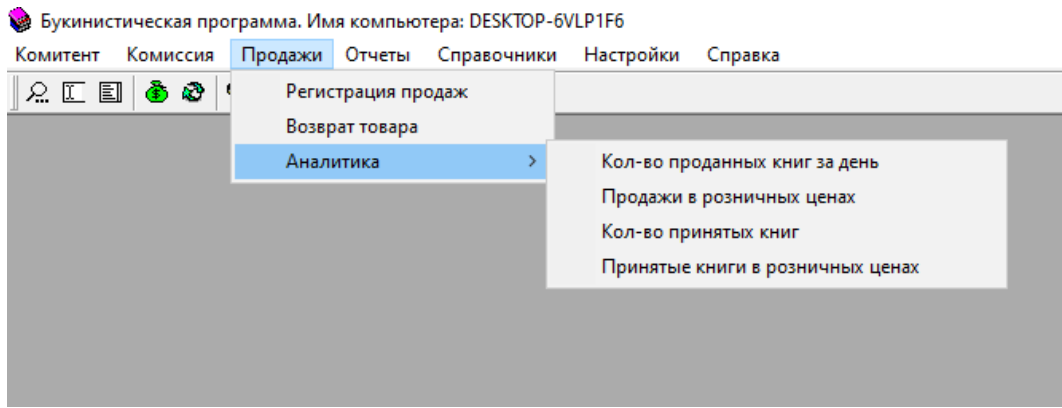 Букинистическая программа. Имя компьютера: DESKTOP-6VLP1F6
Комитент Комиссия Продажи Отчеты Справочники Настройки Справка
Регистрация продаж
Возврат товара
Аналитика
Кол-во проданных книг за день
Продажи в розничных ценах
Кол-во принятых книг
Принятые книги в розничных ценах